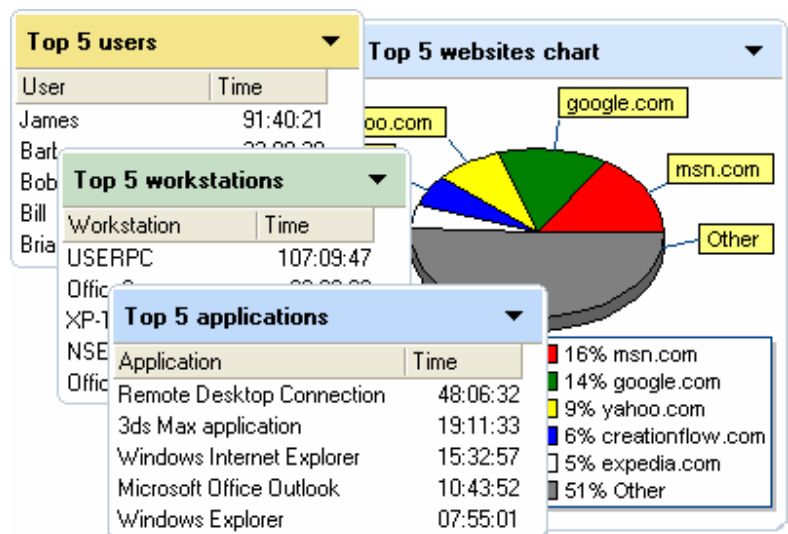 Top 5 users
User Time
James 91:40:21
Bob
Bill
Top 5 workstations
Workstation Time
USERPC 107:09:47
NSE
Top 5 applications
Application Time
Remote Desktop Connection 48:06:32
3ds Max application 19:11:33
Windows Internet Explorer 15:32:57
Microsoft Office Outlook 10:43:52
Windows Explorer 07:55:01
Top 5 websites chart
google.com
oo.com
msn.com
Other
16% msn.com
14% google.com
9% yahoo.com
6% creationflow.com
5% expedia.com
51% Other